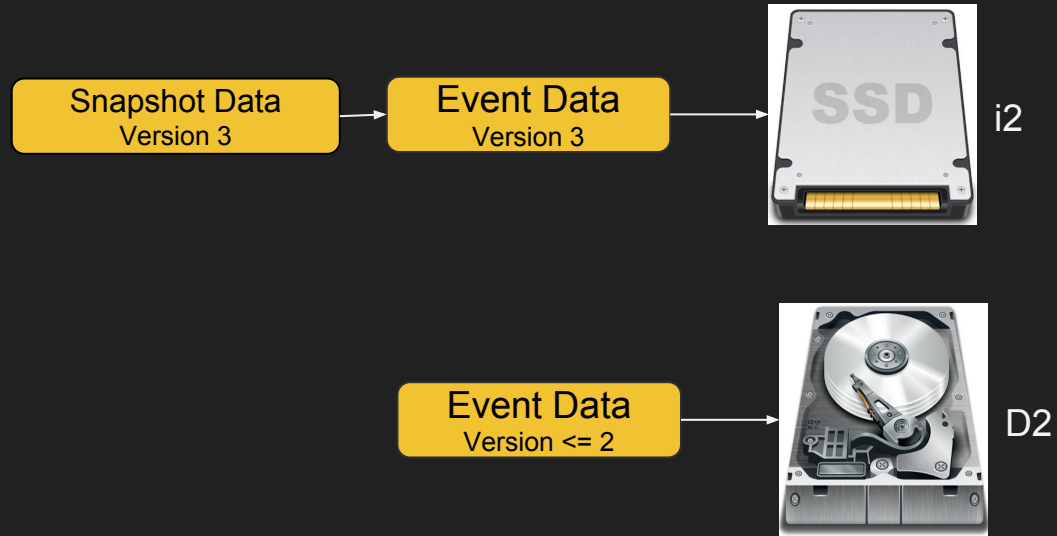 Snapshot Data
Version 3
Event Data
Version 3
SSD
i2
Event Data
Version <= 2
D2